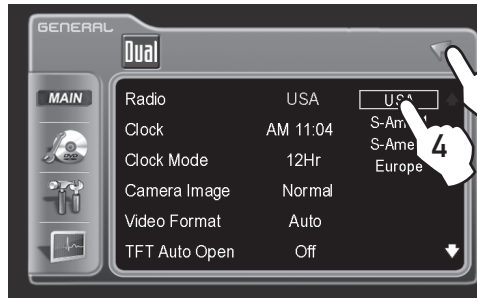 GENERAL
Dual
MAIN
Radio USA USA
Clock AM 11:04
Clock Mode 12Hr Europe
Camera Image Normal
Video Format Auto
TFT Auto Open Off
4
DVD